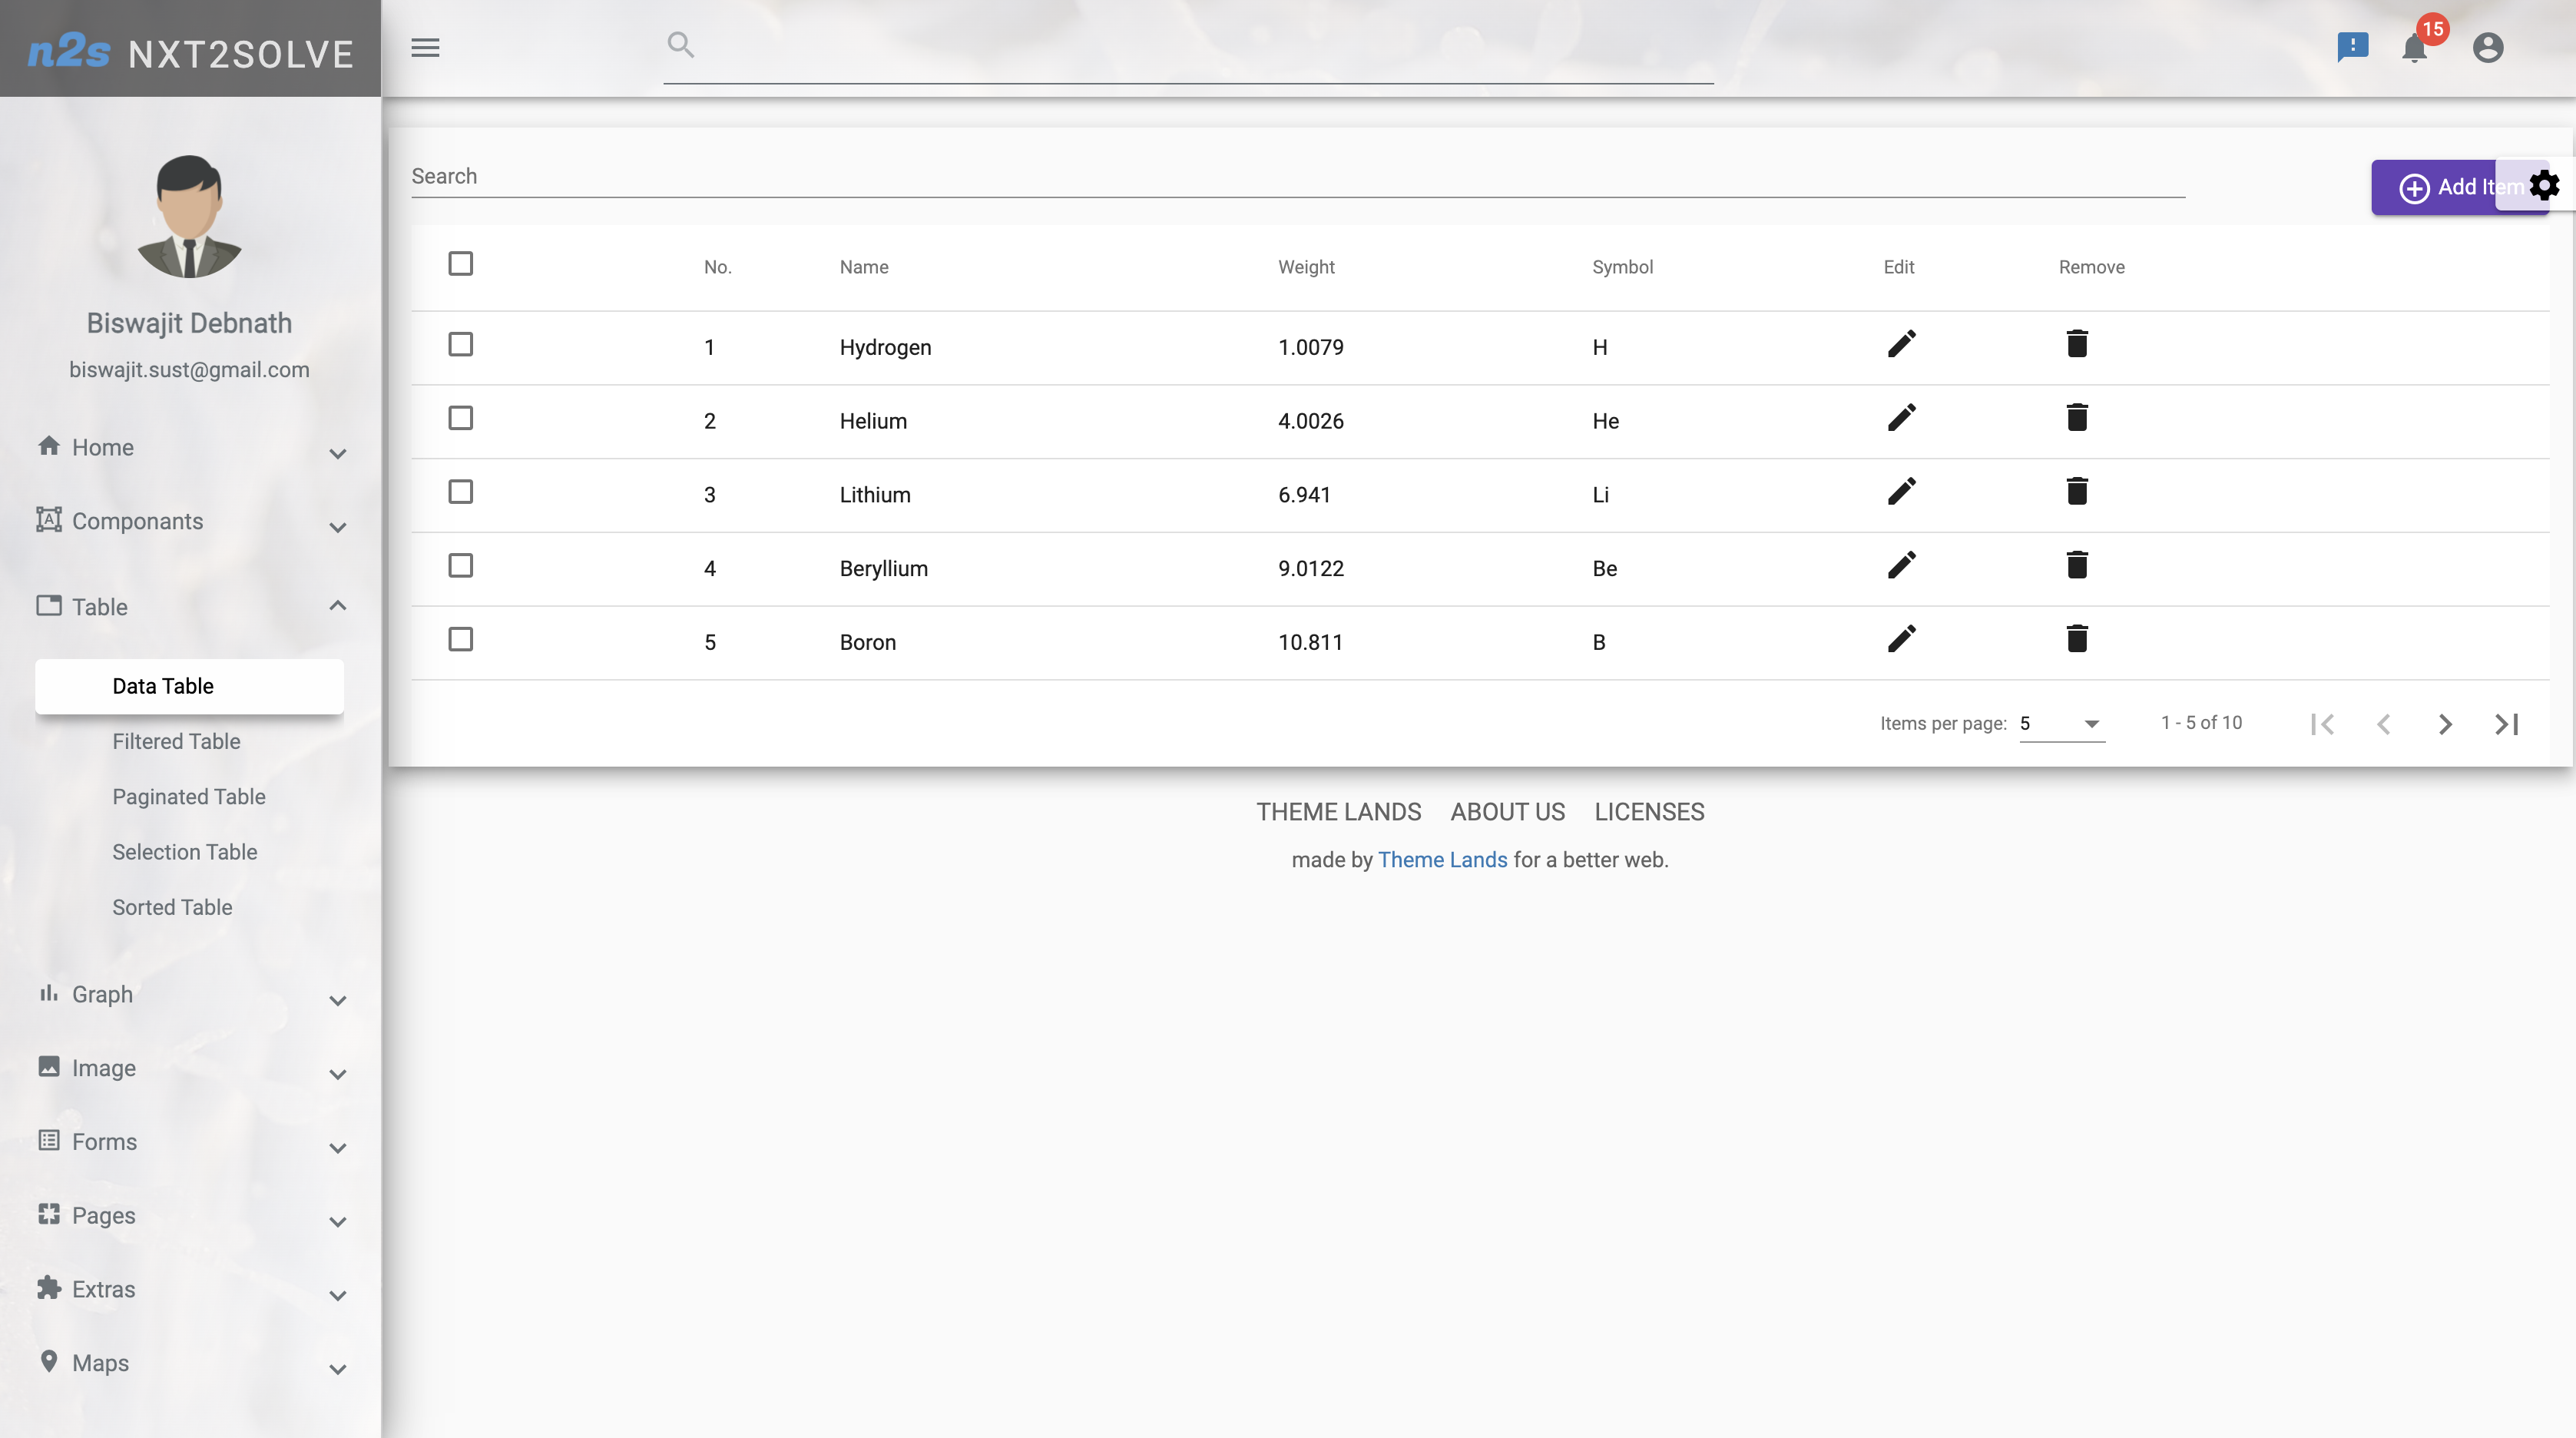 n2s NXT2SOLVE
15
Biswajit Debnath
biswajit.sust@gmail.com
Home
Componants
Table
Data Table
Filtered Table
Paginated Table
Selection Table
Sorted Table
Graph
Image
Forms
Pages
Extras
Maps
Search
Add Item
No. Name Weight Symbol Edit Remove
1 Hydrogen 1.0079 H
2 Helium 4.0026 He
3 Lithium 6.941 Li
4 Beryllium 9.0122 Be
5 Boron 10.811 B
Items per page: 5 1 - 5 of 10
THEME LANDS ABOUT US LICENSES
made by Theme Lands for a better web.